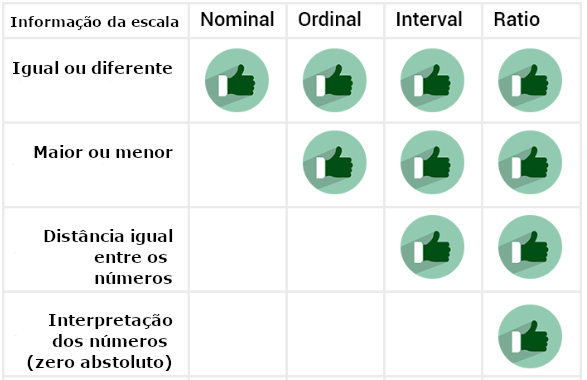 Informação da escala Nominal Ordinal Interval Ratio
Igual ou diferente
Maior ou menor
Distância igual
entre os
números
Interpretação
dos números
(zero abstoluto)